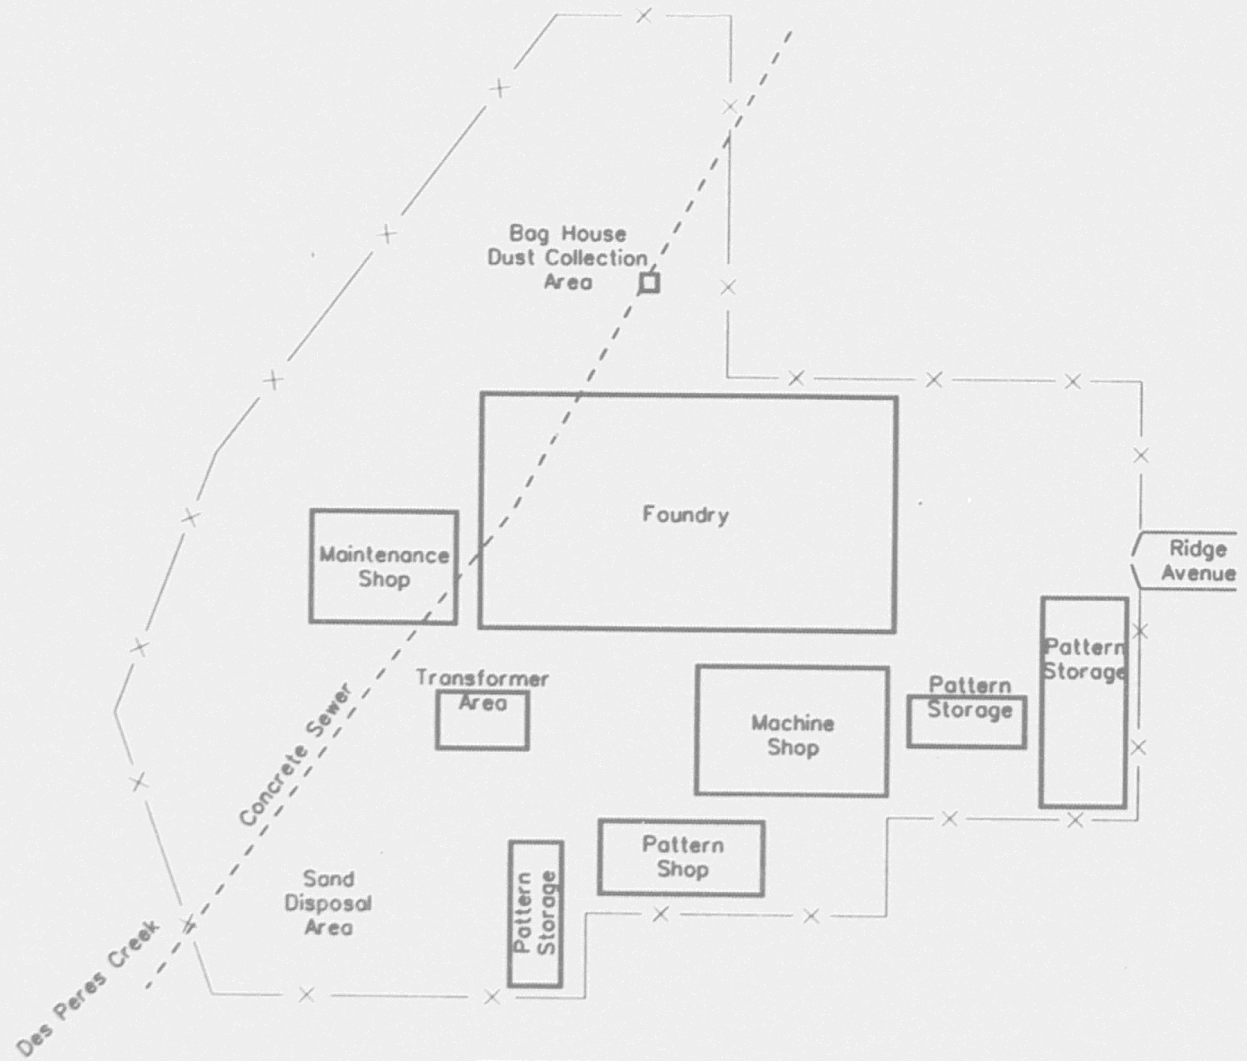 Bag House
Dust Collection
Area
Foundry
Maintenance
Shop
Ridge
Avenue
Pattern
Storage
Transformer
Area
Pattern
Storage
Machine
Shop
Concrete Sewer
Pattern
Shop
Sand
Disposal
Area
Pattern
Storage
Des Peres Creek